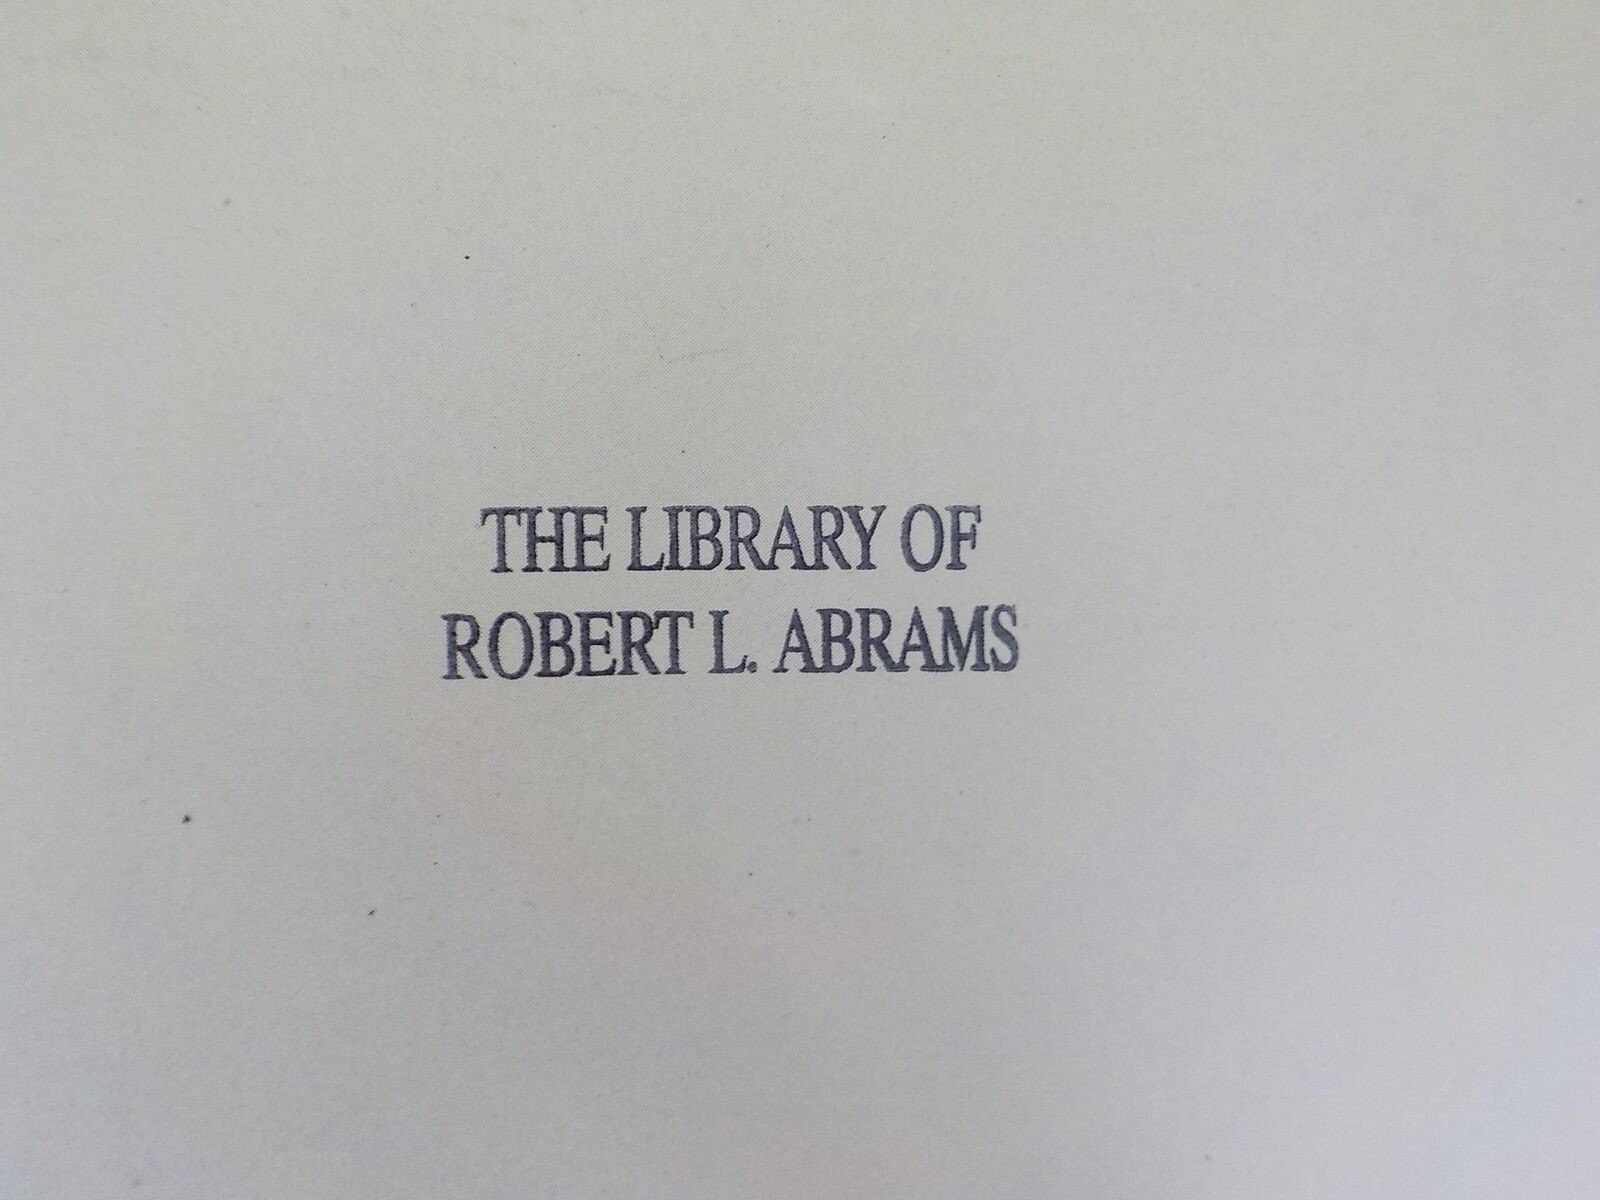 THE LIBRARY OF
ROBERT L. ABRAMS